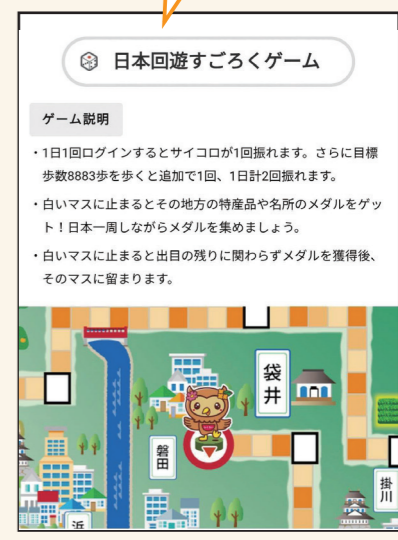 日本回遊すごろくゲーム
ゲーム説明
・1日1回ログインするとサイコロが1回振れます。さらに目標
歩数8883歩を歩くと追加で1回、1日計2回振れます。
・白いマスに止まるとその地方の特産品や名所のメダルをゲッ
ト！日本一周しながらメダルを集めましょう。
・白いマスに止まると出目の残りに関わらずメダルを獲得後、
そのマスに留まります。
袋井
磐田
掛川
浜